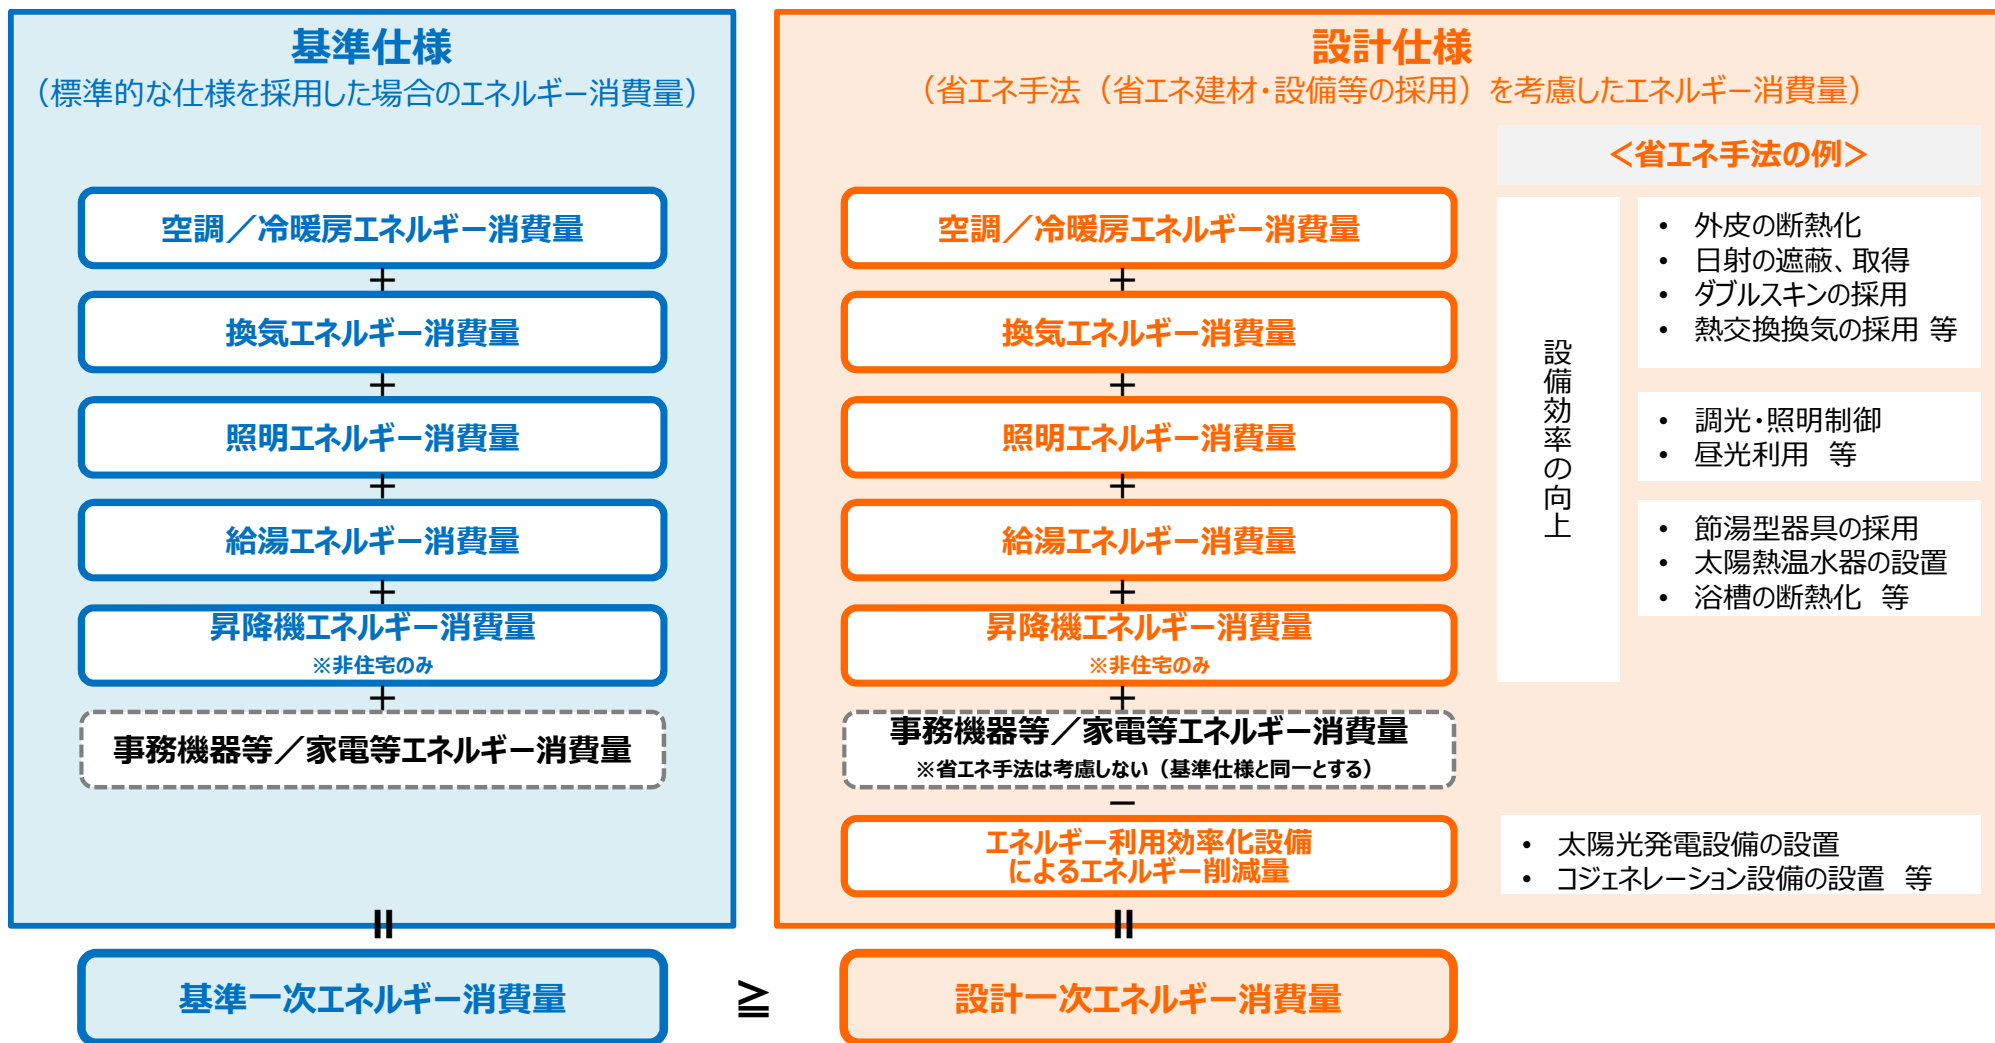 基準仕様
（標準的な仕様を採用した場合のエネルギー消費量）
空調／冷暖房エネルギー消費量
＋
換気エネルギー消費量
＋
照明エネルギー消費量
＋
給湯エネルギー消費量
＋
昇降機エネルギー消費量
※非住宅のみ
＋
事務機器等／家電等エネルギー消費量
＝
基準一次エネルギー消費量
≧
設計仕様
（省エネ手法（省エネ建材・設備等の採用）を考慮したエネルギー消費量）
空調／冷暖房エネルギー消費量
＋
換気エネルギー消費量
＋
照明エネルギー消費量
＋
給湯エネルギー消費量
＋
昇降機エネルギー消費量
※非住宅のみ
＋
事務機器等／家電等エネルギー消費量
※省エネ手法は考慮しない（基準仕様と同一とする）
－
エネルギー利用効率化設備
によるエネルギー削減量
＝
設計一次エネルギー消費量
＜省エネ手法の例＞
設備効率の向上
• 外皮の断熱化
• 日射の遮蔽、取得
• ダブルスキンの採用
• 熱交換換気の採用 等
• 調光・照明制御
• 昼光利用 等
• 節湯型器具の採用
• 太陽熱温水器の設置
• 浴槽の断熱化 等
• 太陽光発電設備の設置
• コジェネレーション設備の設置 等